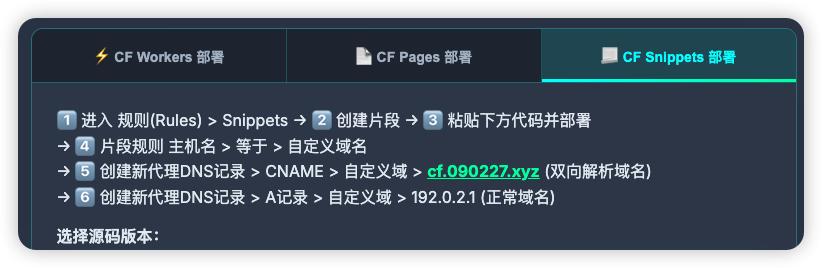 ⚡ CF Workers 部署
📄 CF Pages 部署
📃 CF Snippets 部署
1️⃣ 进入 规则(Rules) > Snippets → 2️⃣ 创建片段 → 3️⃣ 粘贴下方代码并部署
→ 4️⃣ 片段规则 主机名 > 等于 > 自定义域名
→ 5️⃣ 创建新代理DNS记录 > CNAME > 自定义域 > cf.090227.xyz (双向解析域名)
→ 6️⃣ 创建新代理DNS记录 > A记录 > 自定义域 > 192.0.2.1 (正常域名)
选择源码版本：